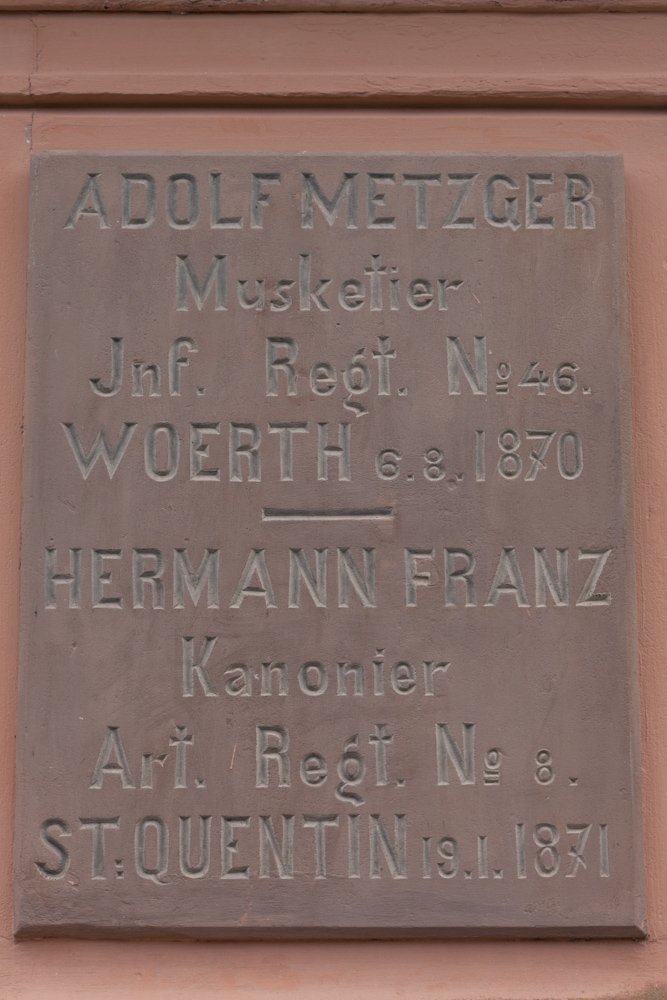 ADOLF METZGER
Musketier
Jnf. Regt. No 46.
WOERTH 6.8. 1870
HERMANN FRANZ
Kanonier
Art. Regt. No 8.
ST. QUENTIN 19.1. 1871